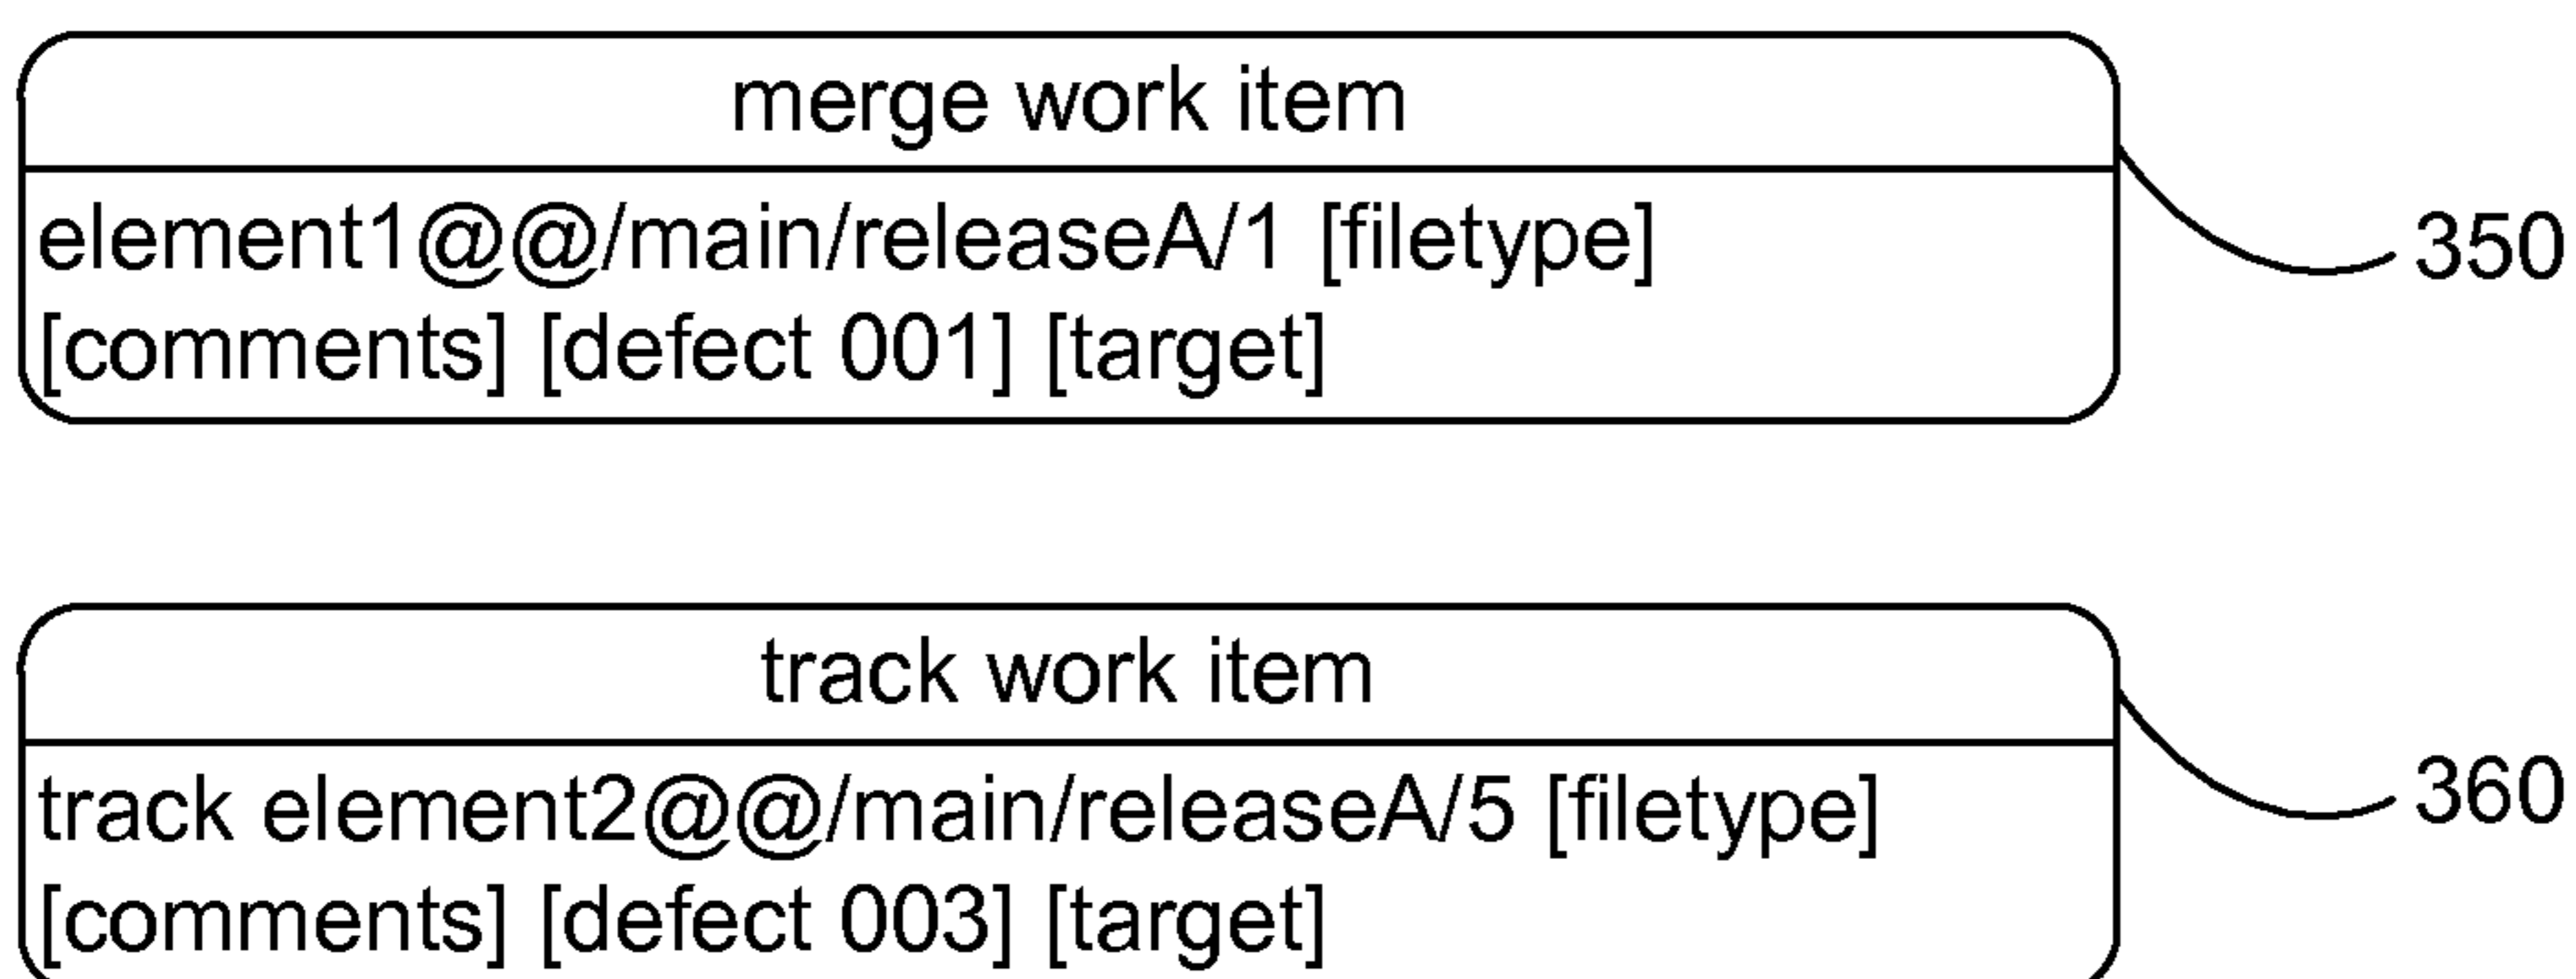 merge work item
element1@@/main/releaseA/1 [filetype]
[comments] [defect 001] [target]
350
track work item
track element2@@/main/releaseA/5 [filetype]
[comments] [defect 003] [target]
360